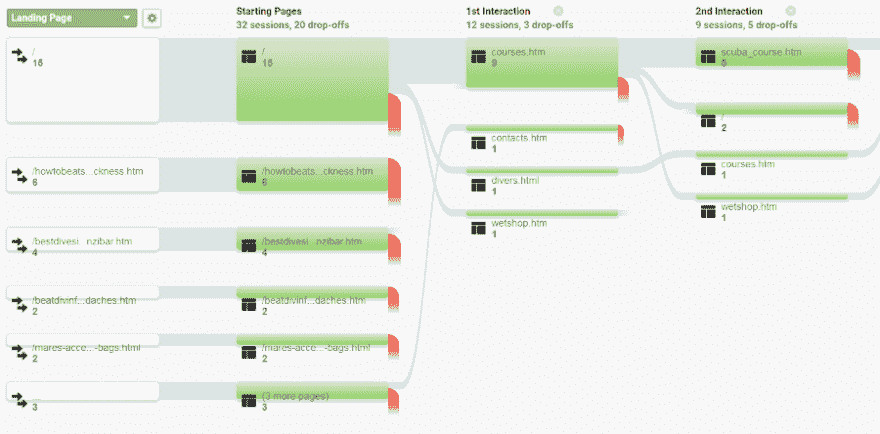 Landing Page
Starting Pages
32 sessions, 20 drop-offs
1st Interaction
12 sessions, 3 drop-offs
2nd Interaction
9 sessions, 5 drop-offs
/
15
/howtobeats...ckness.htm
6
/bestdivesi...nzibar.htm
4
/beatdivinf...daches.htm
2
/mares-acce...-bags.html
2
...
3
/
15
/howtobeats...ckness.htm
6
/bestdivesi...nzibar.htm
4
/beatdivinf...daches.htm
2
/mares-acce...-bags.html
2
(3 more pages)
3
courses.htm
9
contacts.htm
1
divers.html
1
wetshop.htm
1
scuba_course.htm
5
/
2
courses.htm
1
wetshop.htm
1